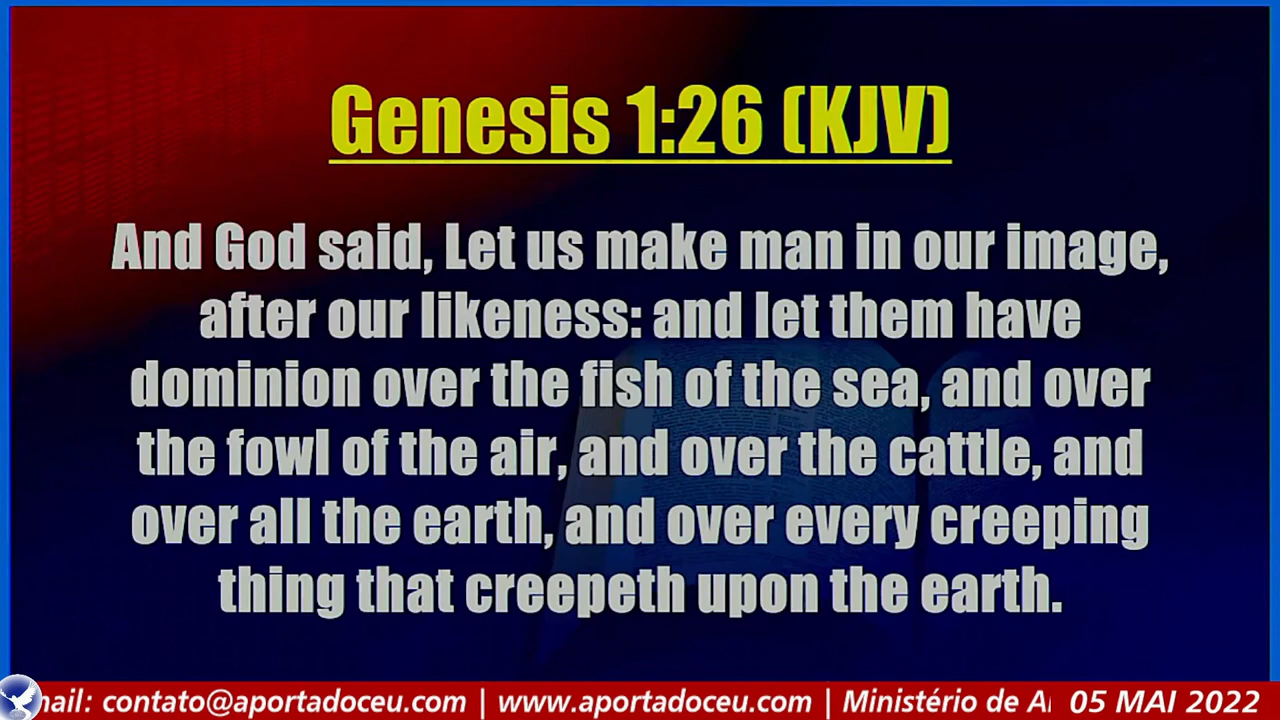 Genesis 1:26 (KJV)
And God said, Let us make man in our image,
after our likeness: and let them have
dominion over the fish of the sea, and over
the fowl of the air, and over the cattle, and
over all the earth, and over every creeping
thing that creepeth upon the earth.
mail: contato@aportadoceu.com | www.aportadoceu.com | Ministério de A 05 MAI 2022